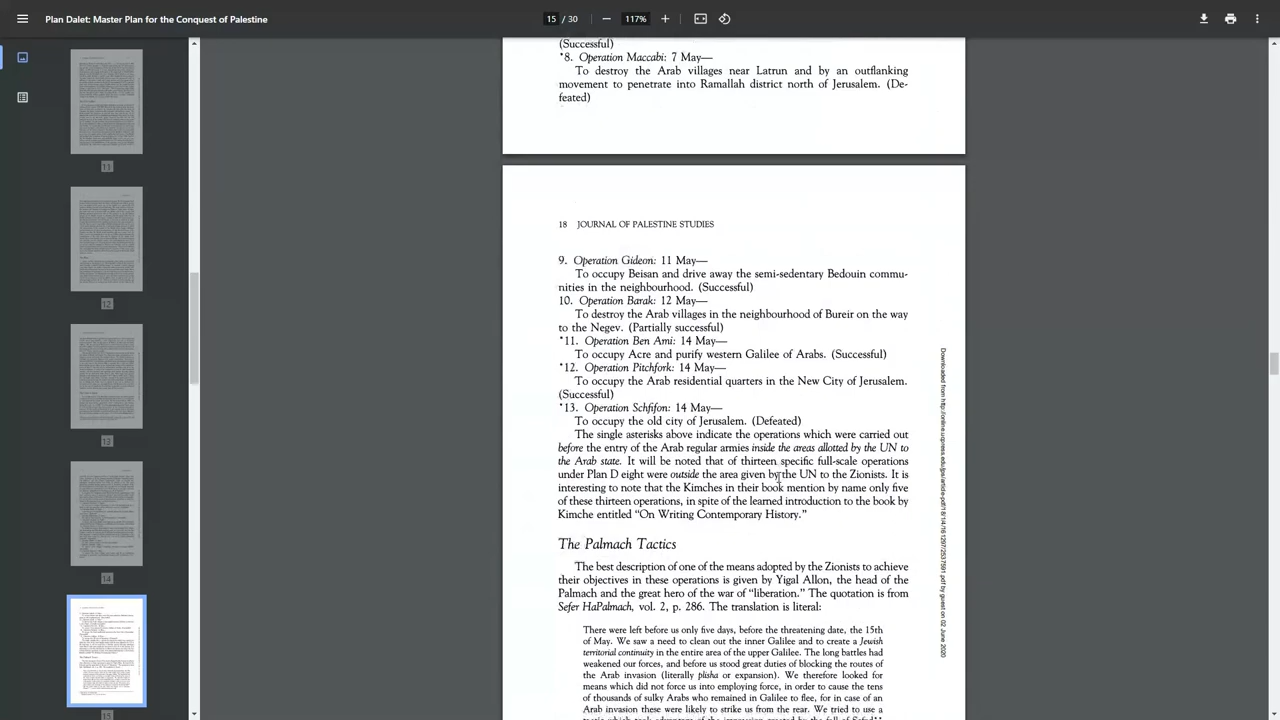 Plan Dalet: Master Plan for the Conquest of Palestine
15 / 30
117%
11
12
13
14
15
(Successful)
*8. Operation Maccabi: 7 May—
To destroy the Arab villages near Latrun and by an outflanking
movement to penetrate into Ramallah district north of Jerusalem. (De-
feated)
18 JOURNAL OF PALESTINE STUDIES
9. Operation Gideon: 11 May—
To occupy Beisan and drive away the semi-sedentary Bedouin commu-
nities in the neighbourhood. (Successful)
10. Operation Barak: 12 May—
To destroy the Arab villages in the neighbourhood of Bureir on the way
to the Negev. (Partially successful)
*11. Operation Ben Ami: 14 May—
To occupy Acre and purify western Galilee of Arabs. (Successful)
*12. Operation Pitchfork: 14 May—
To occupy the Arab residential quarters in the New City of Jerusalem.
(Successful)
*13. Operation Schfifon: 14 May—
To occupy the old city of Jerusalem. (Defeated)
The single asterisks above indicate the operations which were carried out
before the entry of the Arab regular armies inside the areas allotted by the UN to
the Arab state. It will be noted that of thirteen specific full-scale operations
under Plan D eight were outside the area given by the UN to the Zionists. It is
interesting to note that the Kimches in their book mention by name only five
of these thirteen operations, in spite of the learned introduction to the book by
Kimche entitled “On Writing Contemporary History.”
The Palmach Tactics
The best description of one of the means adopted by the Zionists to achieve
their objectives in these operations is given by Yigal Allon, the head of the
Palmach and the great hero of the war of “liberation.” The quotation is from
Sefer HaPalmach, vol. 2, p. 286. The translation is literal:
There were left before us only five days, before the threatening date, the 15th
of May. We saw a need to clean out the inner Galilee and to create a Jewish
territorial continuity in the entire area of the upper Galilee. The long battles had
weakened our forces, and before us stood great duties of blocking the routes of
the Arab invasion (literally plisha or expansion). We therefore looked for
means which did not force us into employing force, in order to cause the tens
of thousands of sulky Arabs who remained in Galilee to flee, for in case of an
Arab invasion these were likely to strike us from the rear. We tried to use a